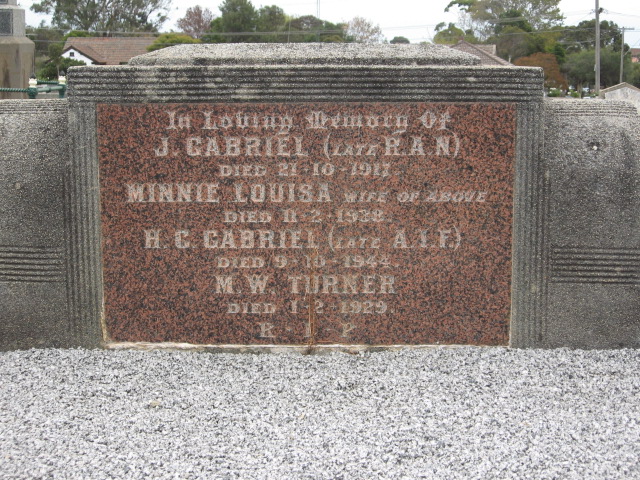 In Loving Memory Of
J. GABRIEL (LATE R.A.N)
DIED 21-10-1911.
MINNIE LOUISA WIFE OF ABOVE
DIED 11-2-1938.
H. C. GABRIEL (LATE A.I.F.)
DIED 9-10-1944.
M. W. TURNER
DIED 1-2-1929.
R. I. P.